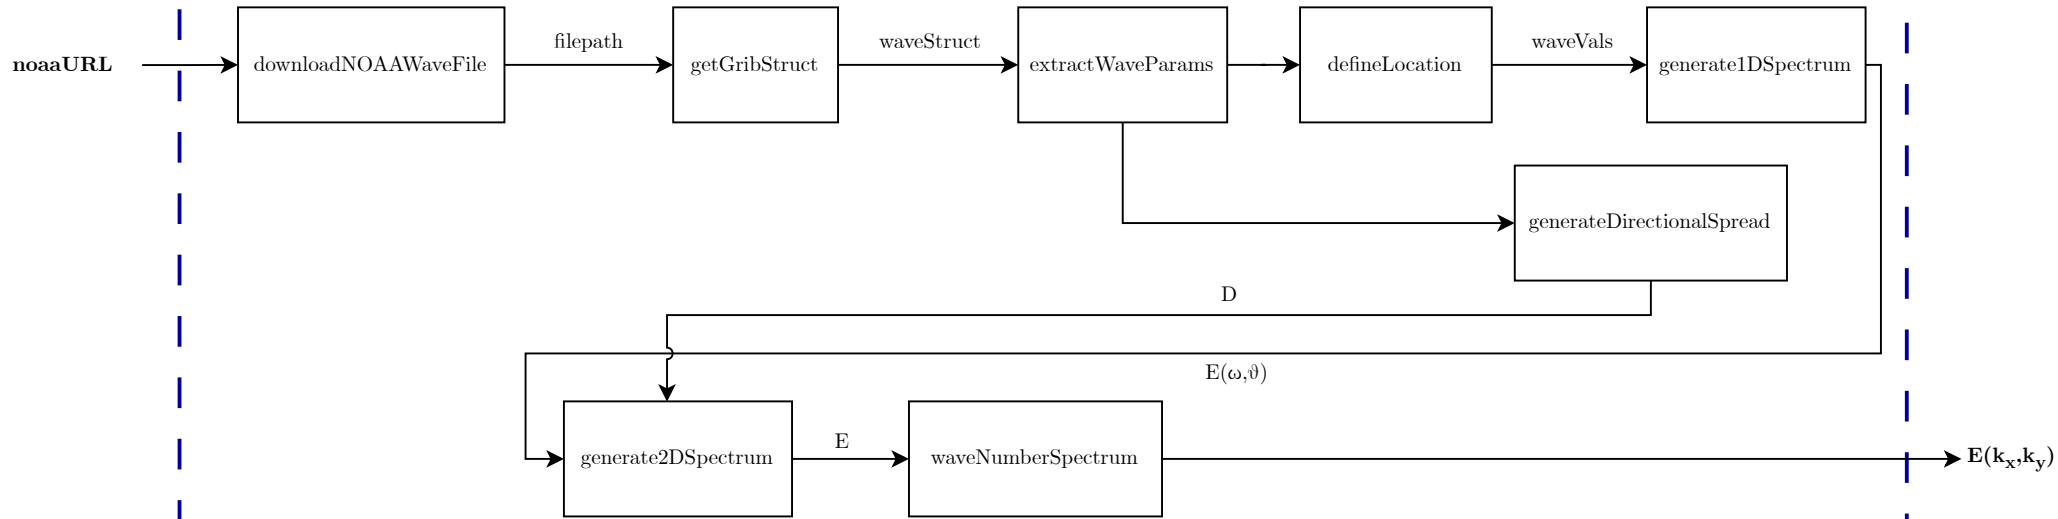 filepath
waveStruct
waveVals
noaaURL
downloadNOAAWaveFile
getGribStruct
extractWaveParams
defineLocation
generate1DSpectrum
generateDirectionalSpread
D
E(ω,ϑ)
E
generate2DSpectrum
waveNumberSpectrum
E(kx,ky)